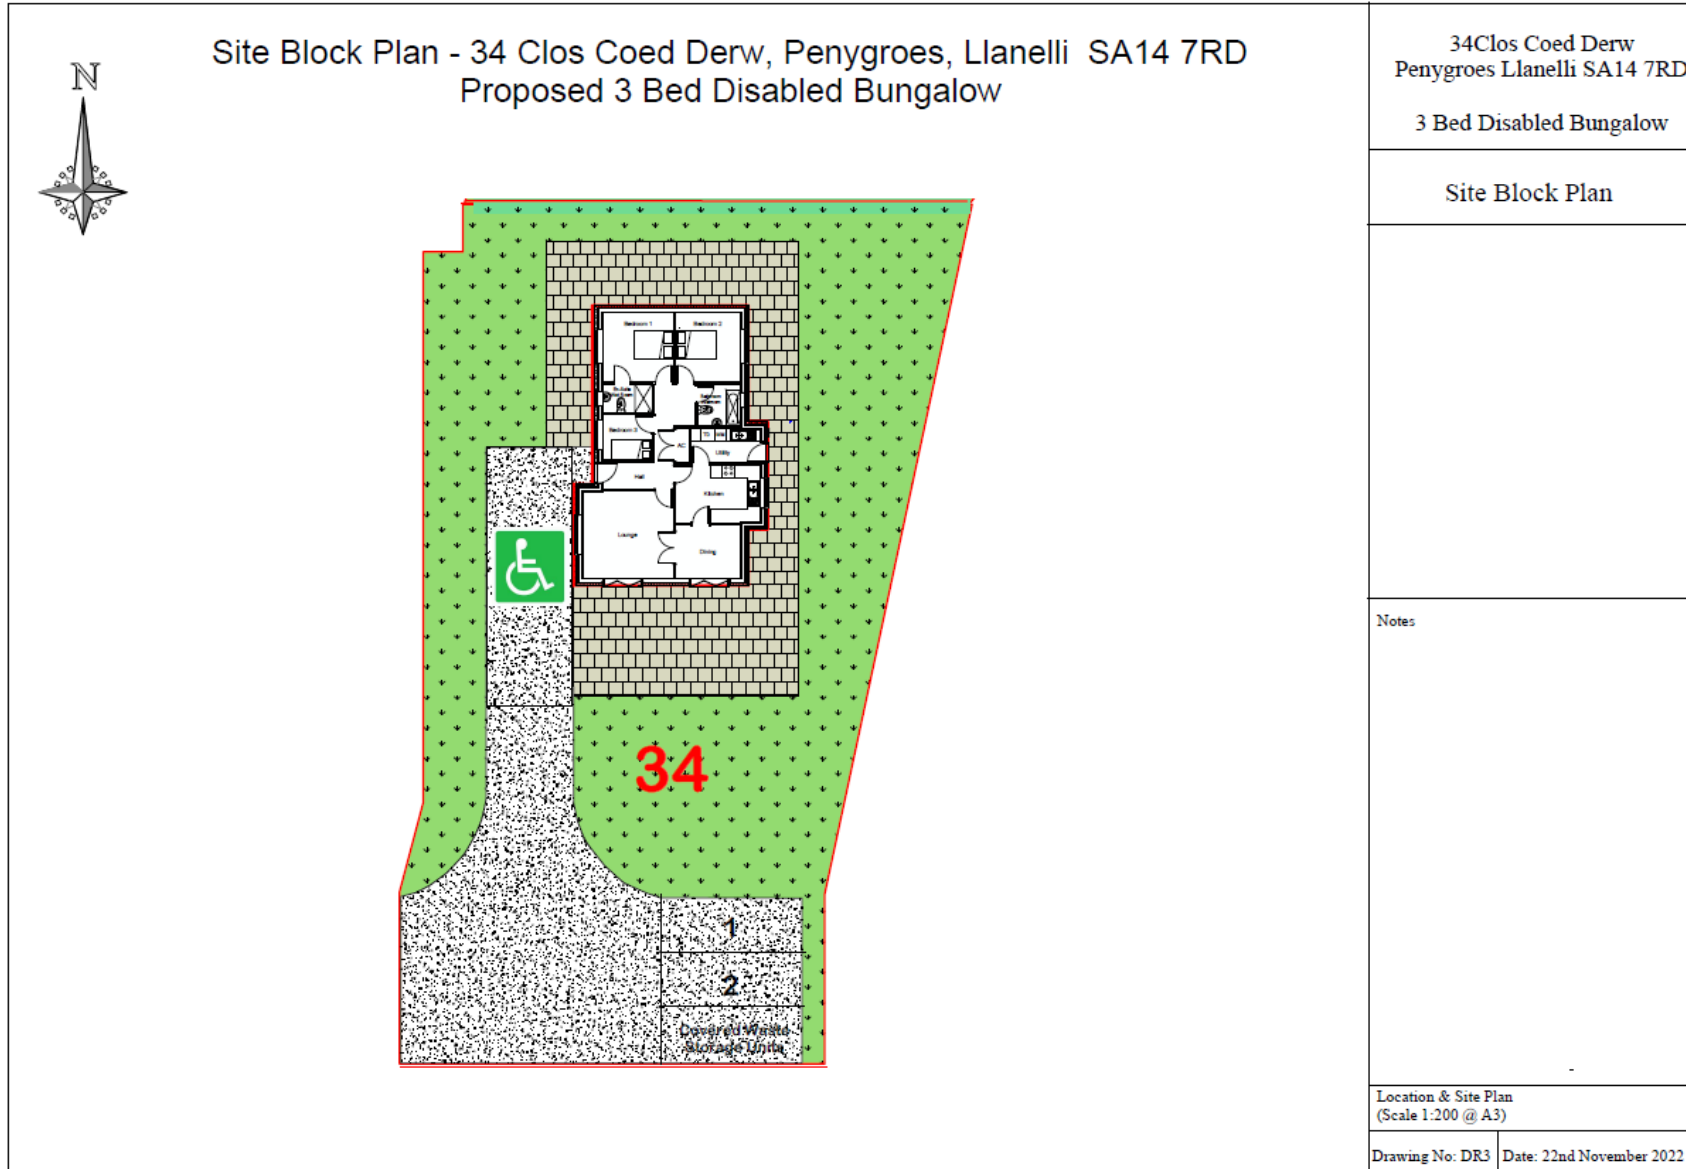 Site Block Plan - 34 Clos Coed Derw, Penygroes, Llanelli SA14 7RD
Proposed 3 Bed Disabled Bungalow
N
34Clos Coed Derw
Penygroes Llanelli SA14 7RD
3 Bed Disabled Bungalow
Site Block Plan
Bedroom 1
Bedroom 2
Bedroom 3
AC
Utility
Hall
Kitchen
Lounge
Dining
34
1
2
Covered Waste
Storage Units
Notes
-
Location & Site Plan
(Scale 1:200 @ A3)
Drawing No: DR3
Date: 22nd November 2022